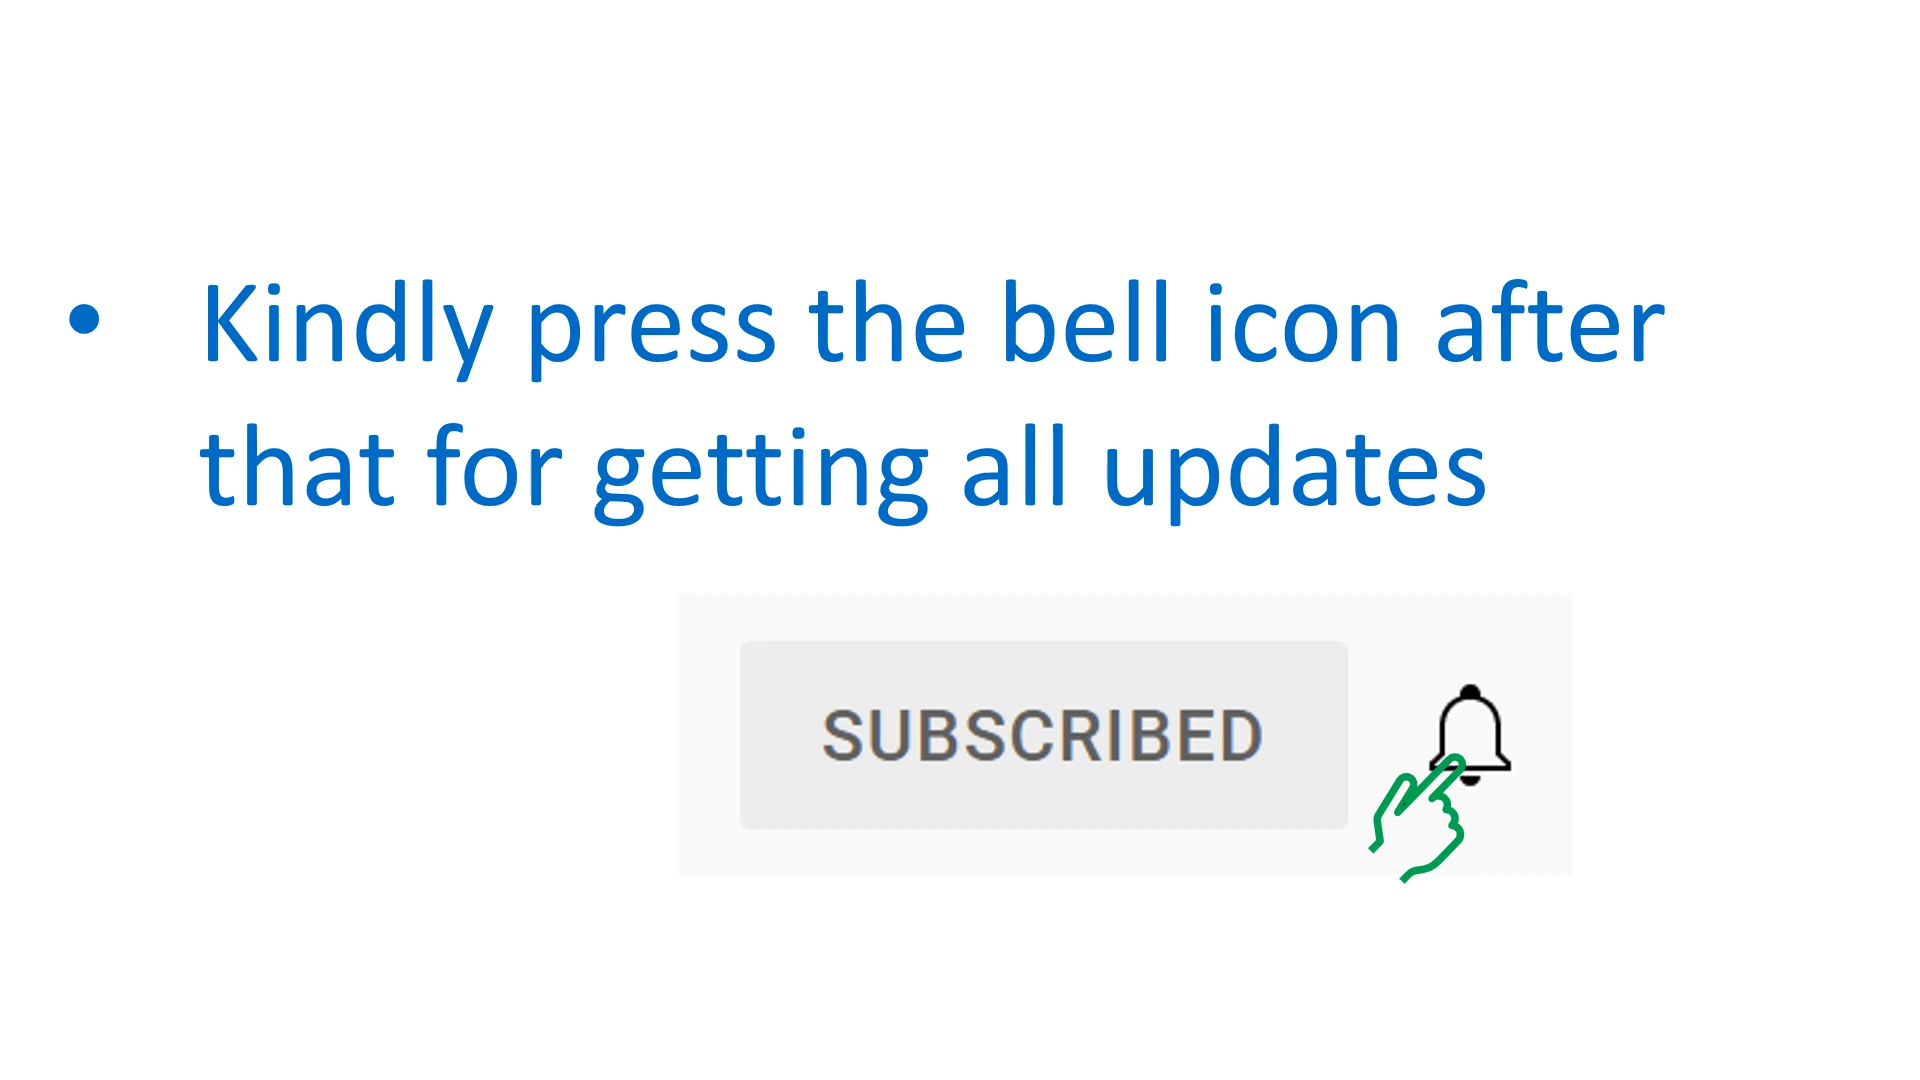 • Kindly press the bell icon after
that for getting all updates
SUBSCRIBED